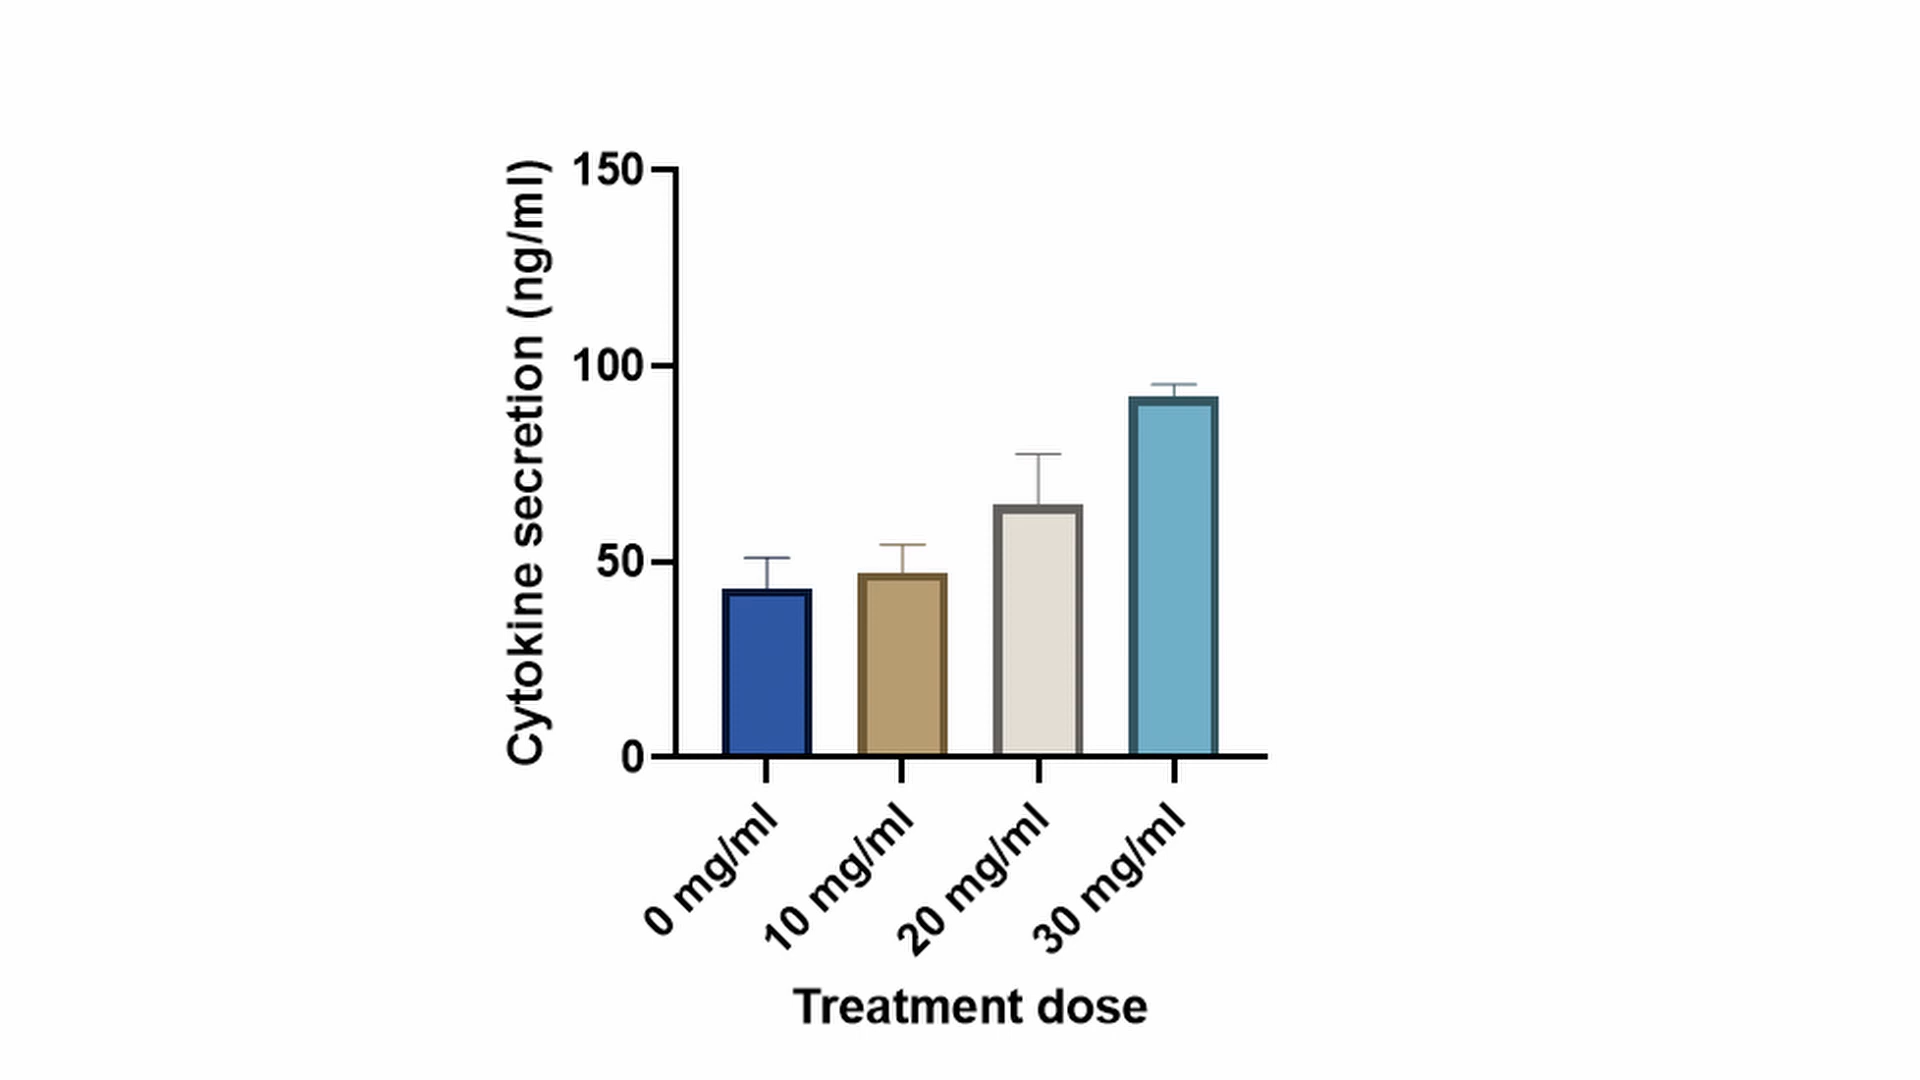 Cytokine secretion (ng/ml)
150
100
50
0
0 mg/ml
10 mg/ml
20 mg/ml
30 mg/ml
Treatment dose